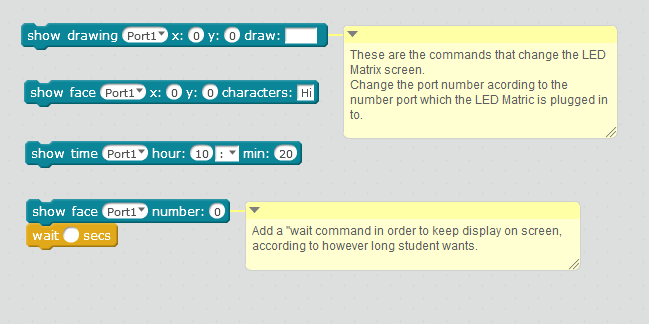 show drawing Port1 x: 0 y: 0 draw:
These are the commands that change the LED
Matrix screen.
Change the port number acording to the
number port which the LED Matric is plugged in
to.
show face Port1 x: 0 y: 0 characters: Hi
show time Port1 hour: 10 : min: 20
show face Port1 number: 0
wait secs
Add a "wait command in order to keep display on screen,
according to however long student wants.